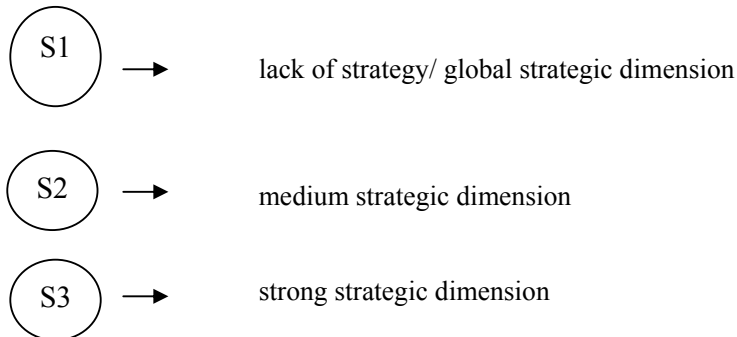 S1 lack of strategy/ global strategic dimension
S2 medium strategic dimension
S3 strong strategic dimension